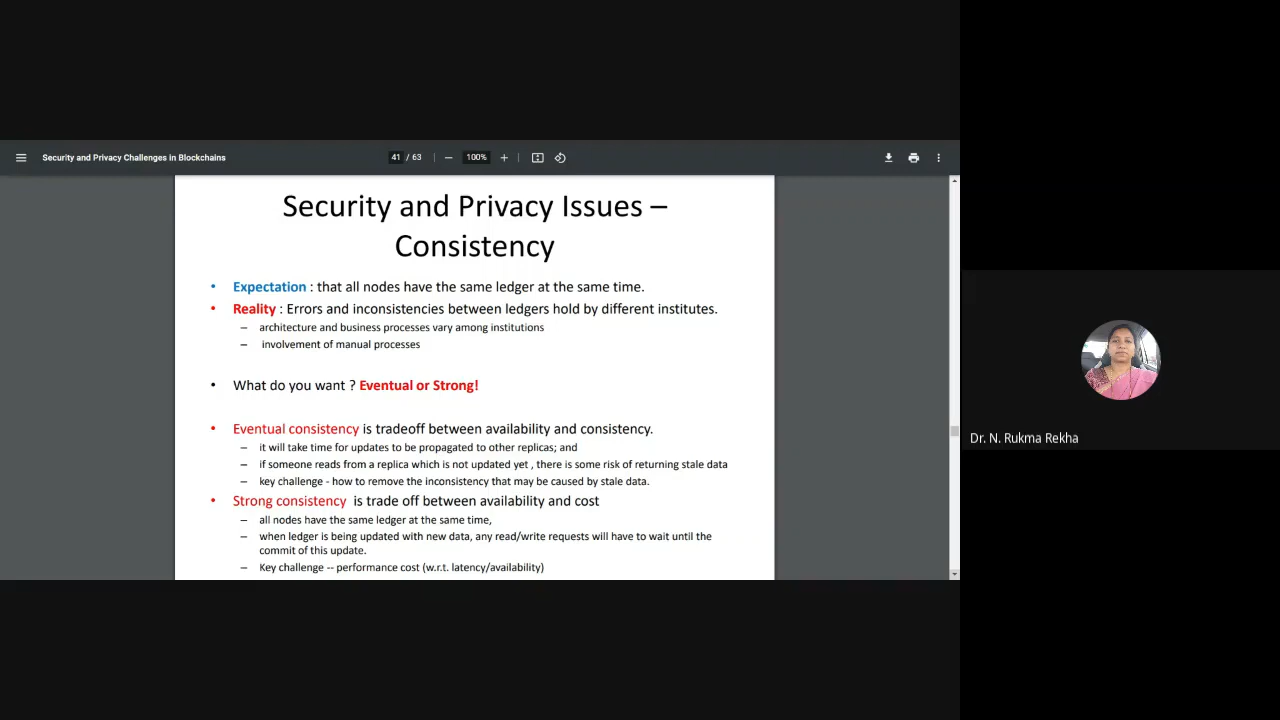 Security and Privacy Challenges in Blockchains
41 / 63
100%
Security and Privacy Issues –
Consistency
• Expectation : that all nodes have the same ledger at the same time.
• Reality : Errors and inconsistencies between ledgers hold by different institutes.
– architecture and business processes vary among institutions
– involvement of manual processes
• What do you want ? Eventual or Strong!
• Eventual consistency is tradeoff between availability and consistency.
– it will take time for updates to be propagated to other replicas; and
– if someone reads from a replica which is not updated yet , there is some risk of returning stale data
– key challenge - how to remove the inconsistency that may be caused by stale data.
• Strong consistency is trade off between availability and cost
– all nodes have the same ledger at the same time,
– when ledger is being updated with new data, any read/write requests will have to wait until the
commit of this update.
– Key challenge -- performance cost (w.r.t. latency/availability)
Dr. N. Rukma Rekha